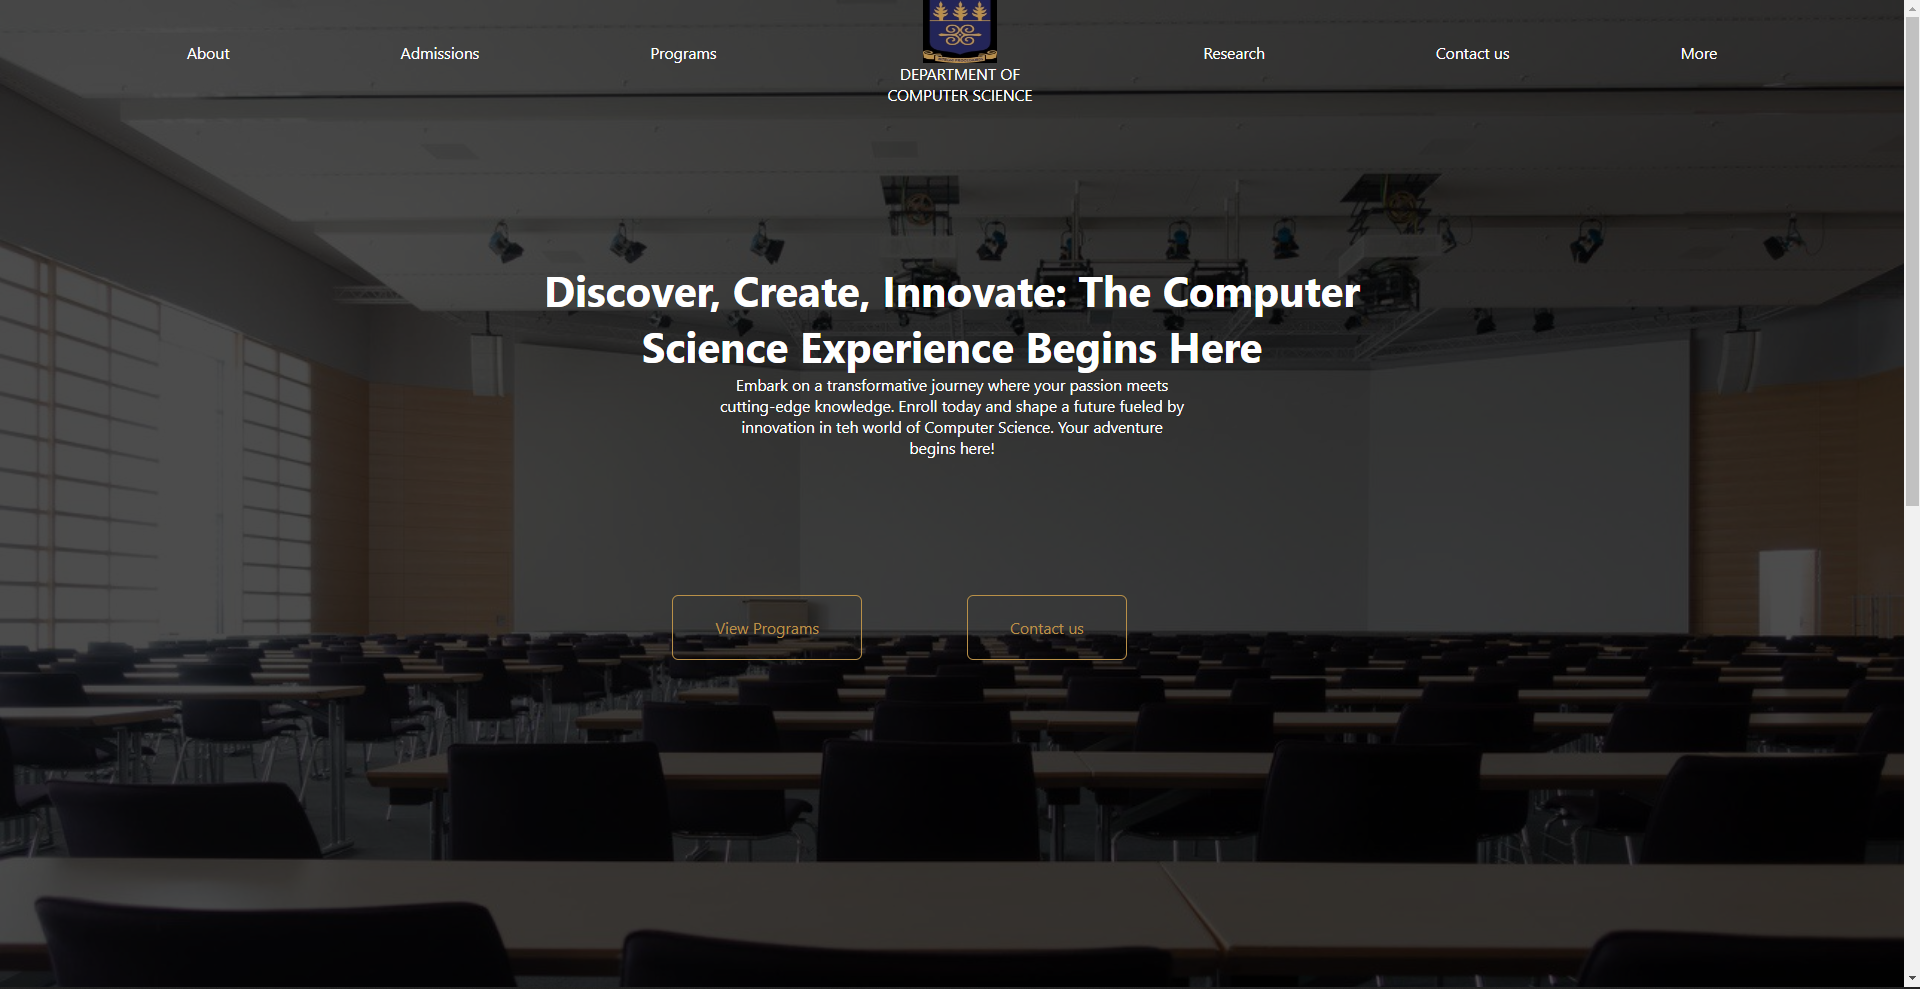 About
Admissions
Programs
DEPARTMENT OF
COMPUTER SCIENCE
Research
Contact us
More
Discover, Create, Innovate: The Computer
Science Experience Begins Here
Embark on a transformative journey where your passion meets
cutting-edge knowledge. Enroll today and shape a future fueled by
innovation in teh world of Computer Science. Your adventure
begins here!
View Programs
Contact us